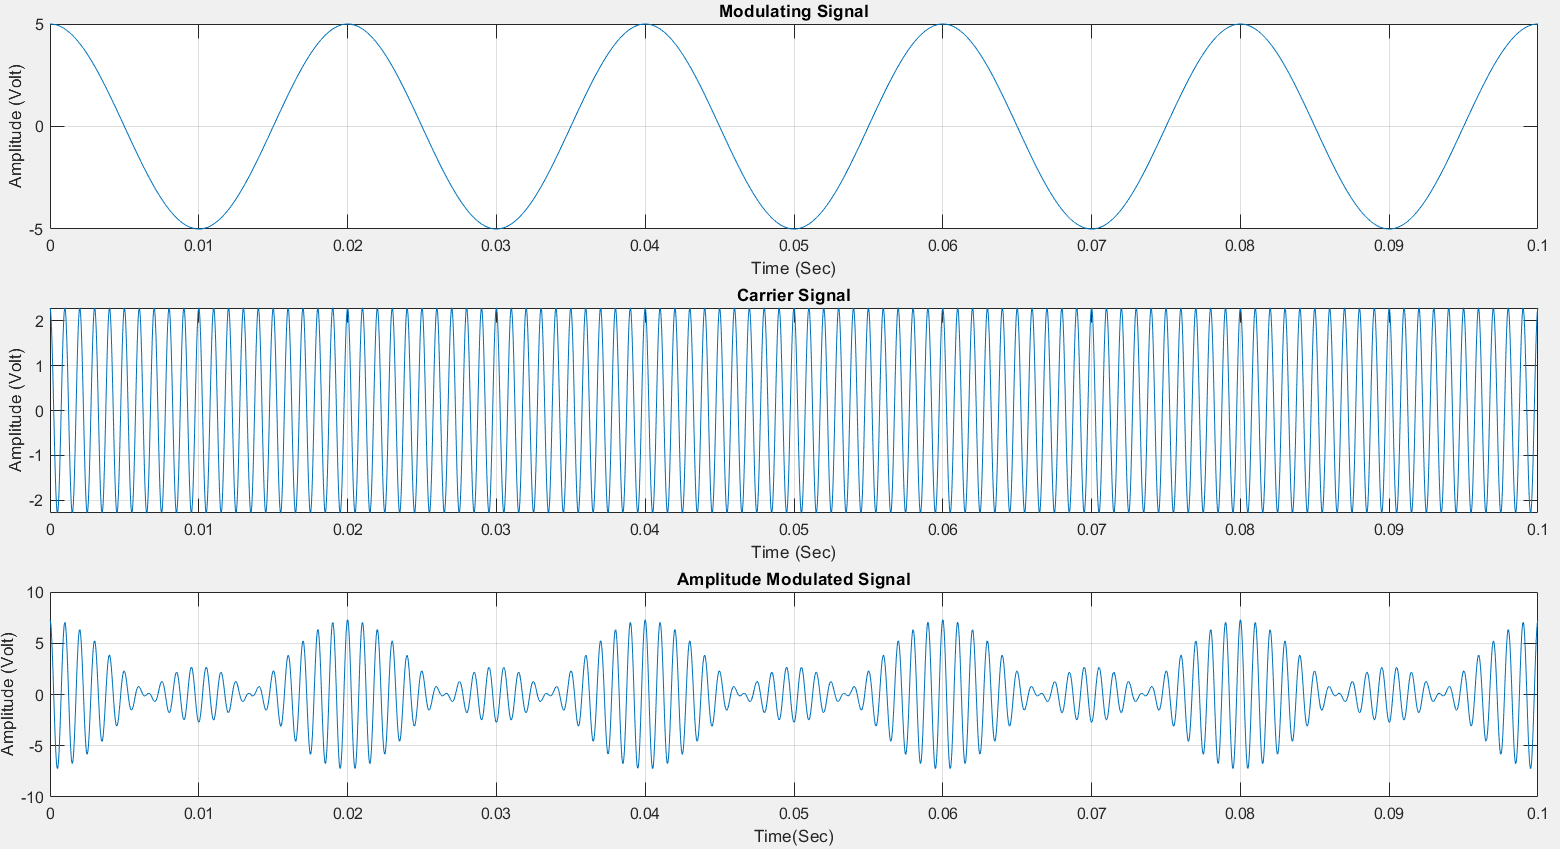 Modulating Signal
5
0
-5
Amplitude (Volt)
0 0.01 0.02 0.03 0.04 0.05 0.06 0.07 0.08 0.09 0.1
Time (Sec)
Carrier Signal
2
1
0
-1
-2
Amplitude (Volt)
0 0.01 0.02 0.03 0.04 0.05 0.06 0.07 0.08 0.09 0.1
Time (Sec)
Amplitude Modulated Signal
10
5
0
-5
-10
Amplitude (Volt)
0 0.01 0.02 0.03 0.04 0.05 0.06 0.07 0.08 0.09 0.1
Time(Sec)